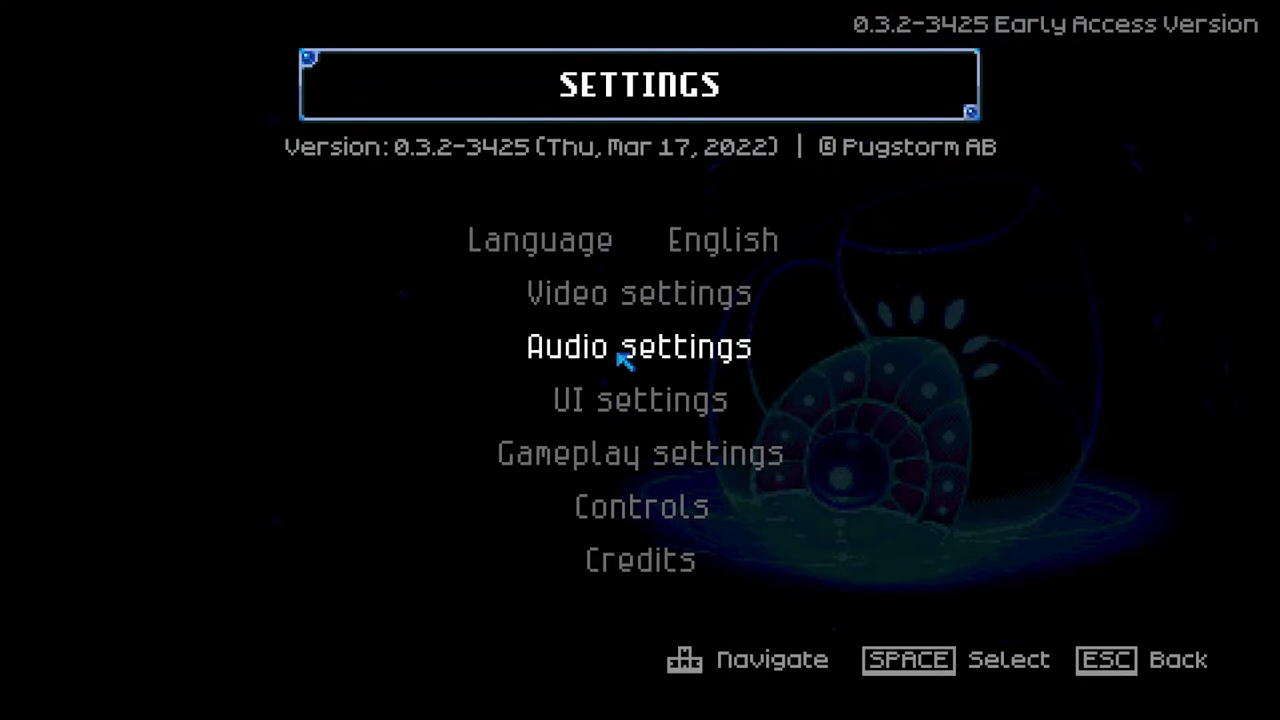 0.3.2-3425 Early Access Version
SETTINGS
Version: 0.3.2-3425 (Thu, Mar 17, 2022) | © Pugstorm AB
Language English
Video settings
Audio settings
UI settings
Gameplay settings
Controls
Credits
Navigate SPACE Select ESC Back